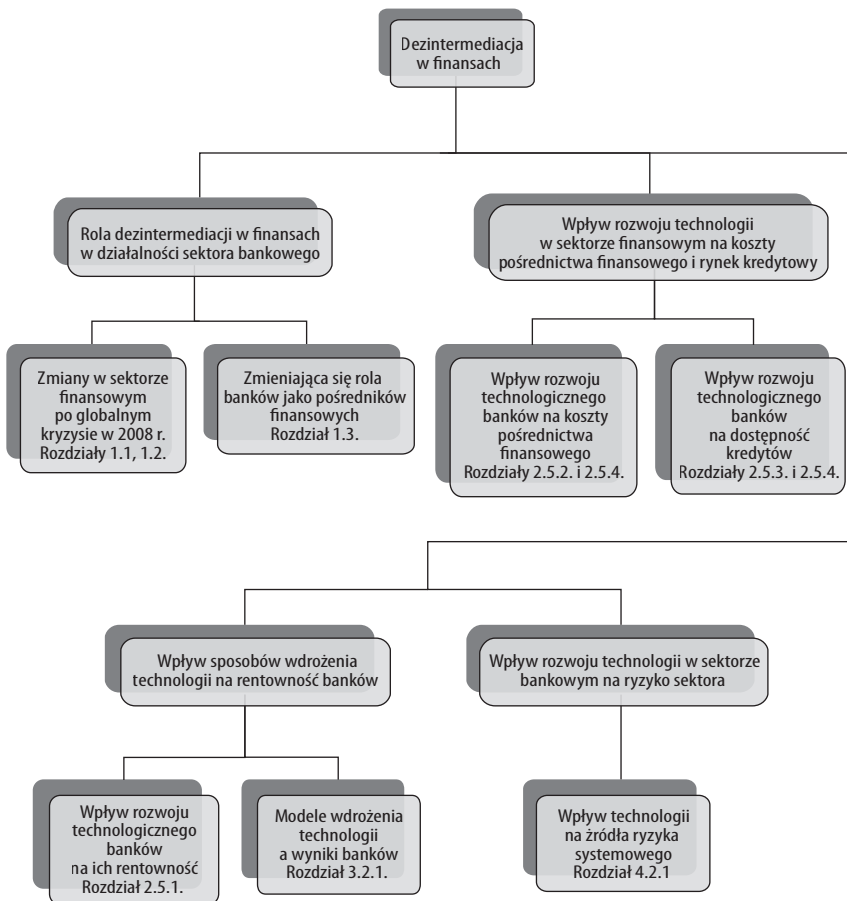 Dezintermediacja
w finansach
Rola dezintermediacji w finansach
w działalności sektora bankowego
Wpływ rozwoju technologii
w sektorze finansowym na koszty
pośrednictwa finansowego i rynek kredytowy
Zmiany w sektorze
finansowym
po globalnym
kryzysie w 2008 r.
Rozdziały 1.1, 1.2.
Zmieniająca się rola
banków jako pośredników
finansowych
Rozdział 1.3.
Wpływ rozwoju
technologicznego
banków na koszty
pośrednictwa
finansowego
Rozdziały 2.5.2. i 2.5.4.
Wpływ rozwoju
technologicznego
banków
na dostępność
kredytów
Rozdziały 2.5.3. i 2.5.4.
Wpływ sposobów wdrożenia
technologii na rentowność banków
Wpływ rozwoju technologii w sektorze
bankowym na ryzyko sektora
Wpływ rozwoju
technologicznego
banków
na ich rentowność
Rozdział 2.5.1.
Modele wdrożenia
technologii
a wyniki banków
Rozdział 3.2.1.
Wpływ technologii
na źródła ryzyka
systemowego
Rozdział 4.2.1